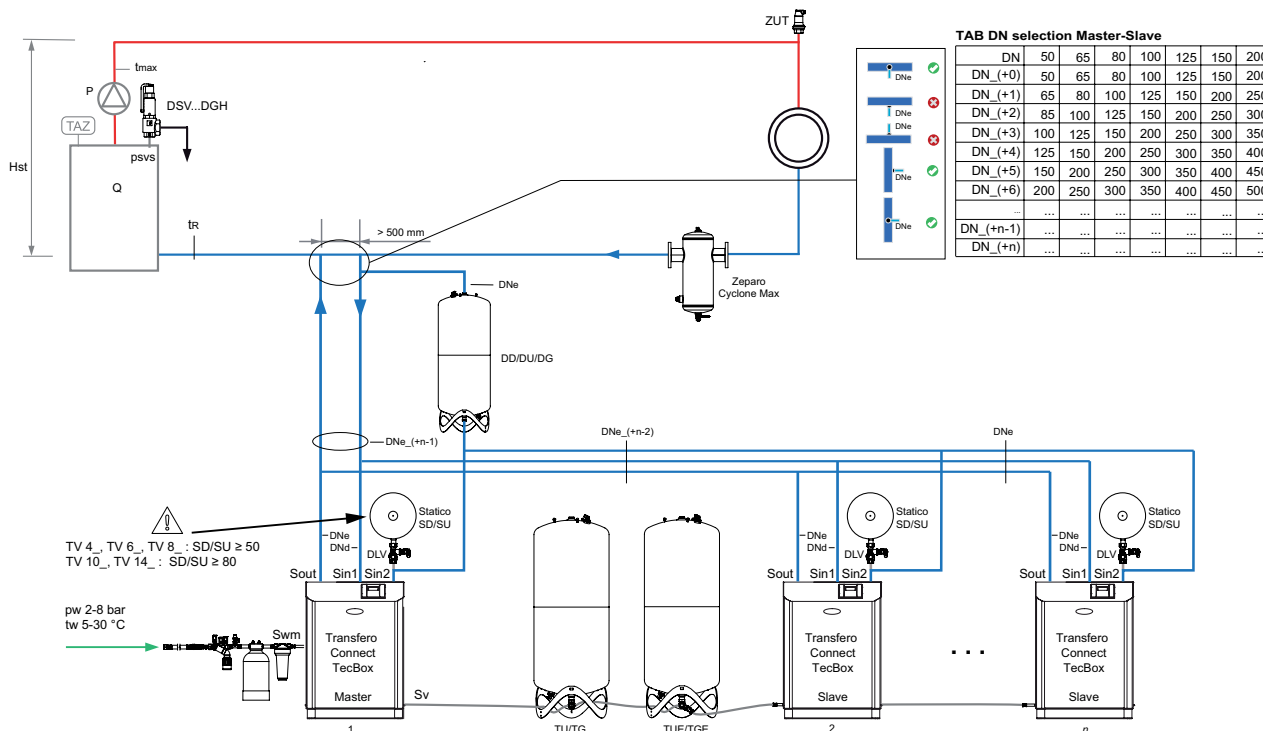 ZUT
TAB DN selection Master-Slave
DN 50 65 80 100 125 150 200
DN_(+0) 50 65 80 100 125 150 200
DN_(+1) 65 80 100 125 150 200 250
DN_(+2) 85 100 125 150 200 250 300
DN_(+3) 100 125 150 200 250 300 350
DN_(+4) 125 150 200 250 300 350 400
DN_(+5) 150 200 250 300 350 400 450
DN_(+6) 200 250 300 350 400 450 500
... ... ... ... ... ... ... ...
DN_(+n-1) ... ... ... ... ... ... ...
DN_(+n) ... ... ... ... ... ... ...
DNe
DNe
DNe
DNe
DNe
tmax
P
DSV...DGH
TAZ
psvs
Hst
Q
tR
> 500 mm
DNe
Zeparo
Cyclone Max
DD/DU/DG
DNe_(+n-1)
DNe_(+n-2)
DNe
TV 4_, TV 6_, TV 8_ : SD/SU ≥ 50
TV 10_, TV 14_ : SD/SU ≥ 80
Statico
SD/SU
DNe
DNd
DLV
Sout Sin1 Sin2
Statico
SD/SU
DNe
DNd
DLV
Sout Sin1 Sin2
Statico
SD/SU
DNe
DNd
DLV
Sout Sin1 Sin2
pw 2-8 bar
tw 5-30 °C
Swm
Transfero
Connect
TecBox
Master
Sv
1
TU/TG
TUE/TGE
Transfero
Connect
TecBox
Slave
2
. . .
Transfero
Connect
TecBox
Slave
n